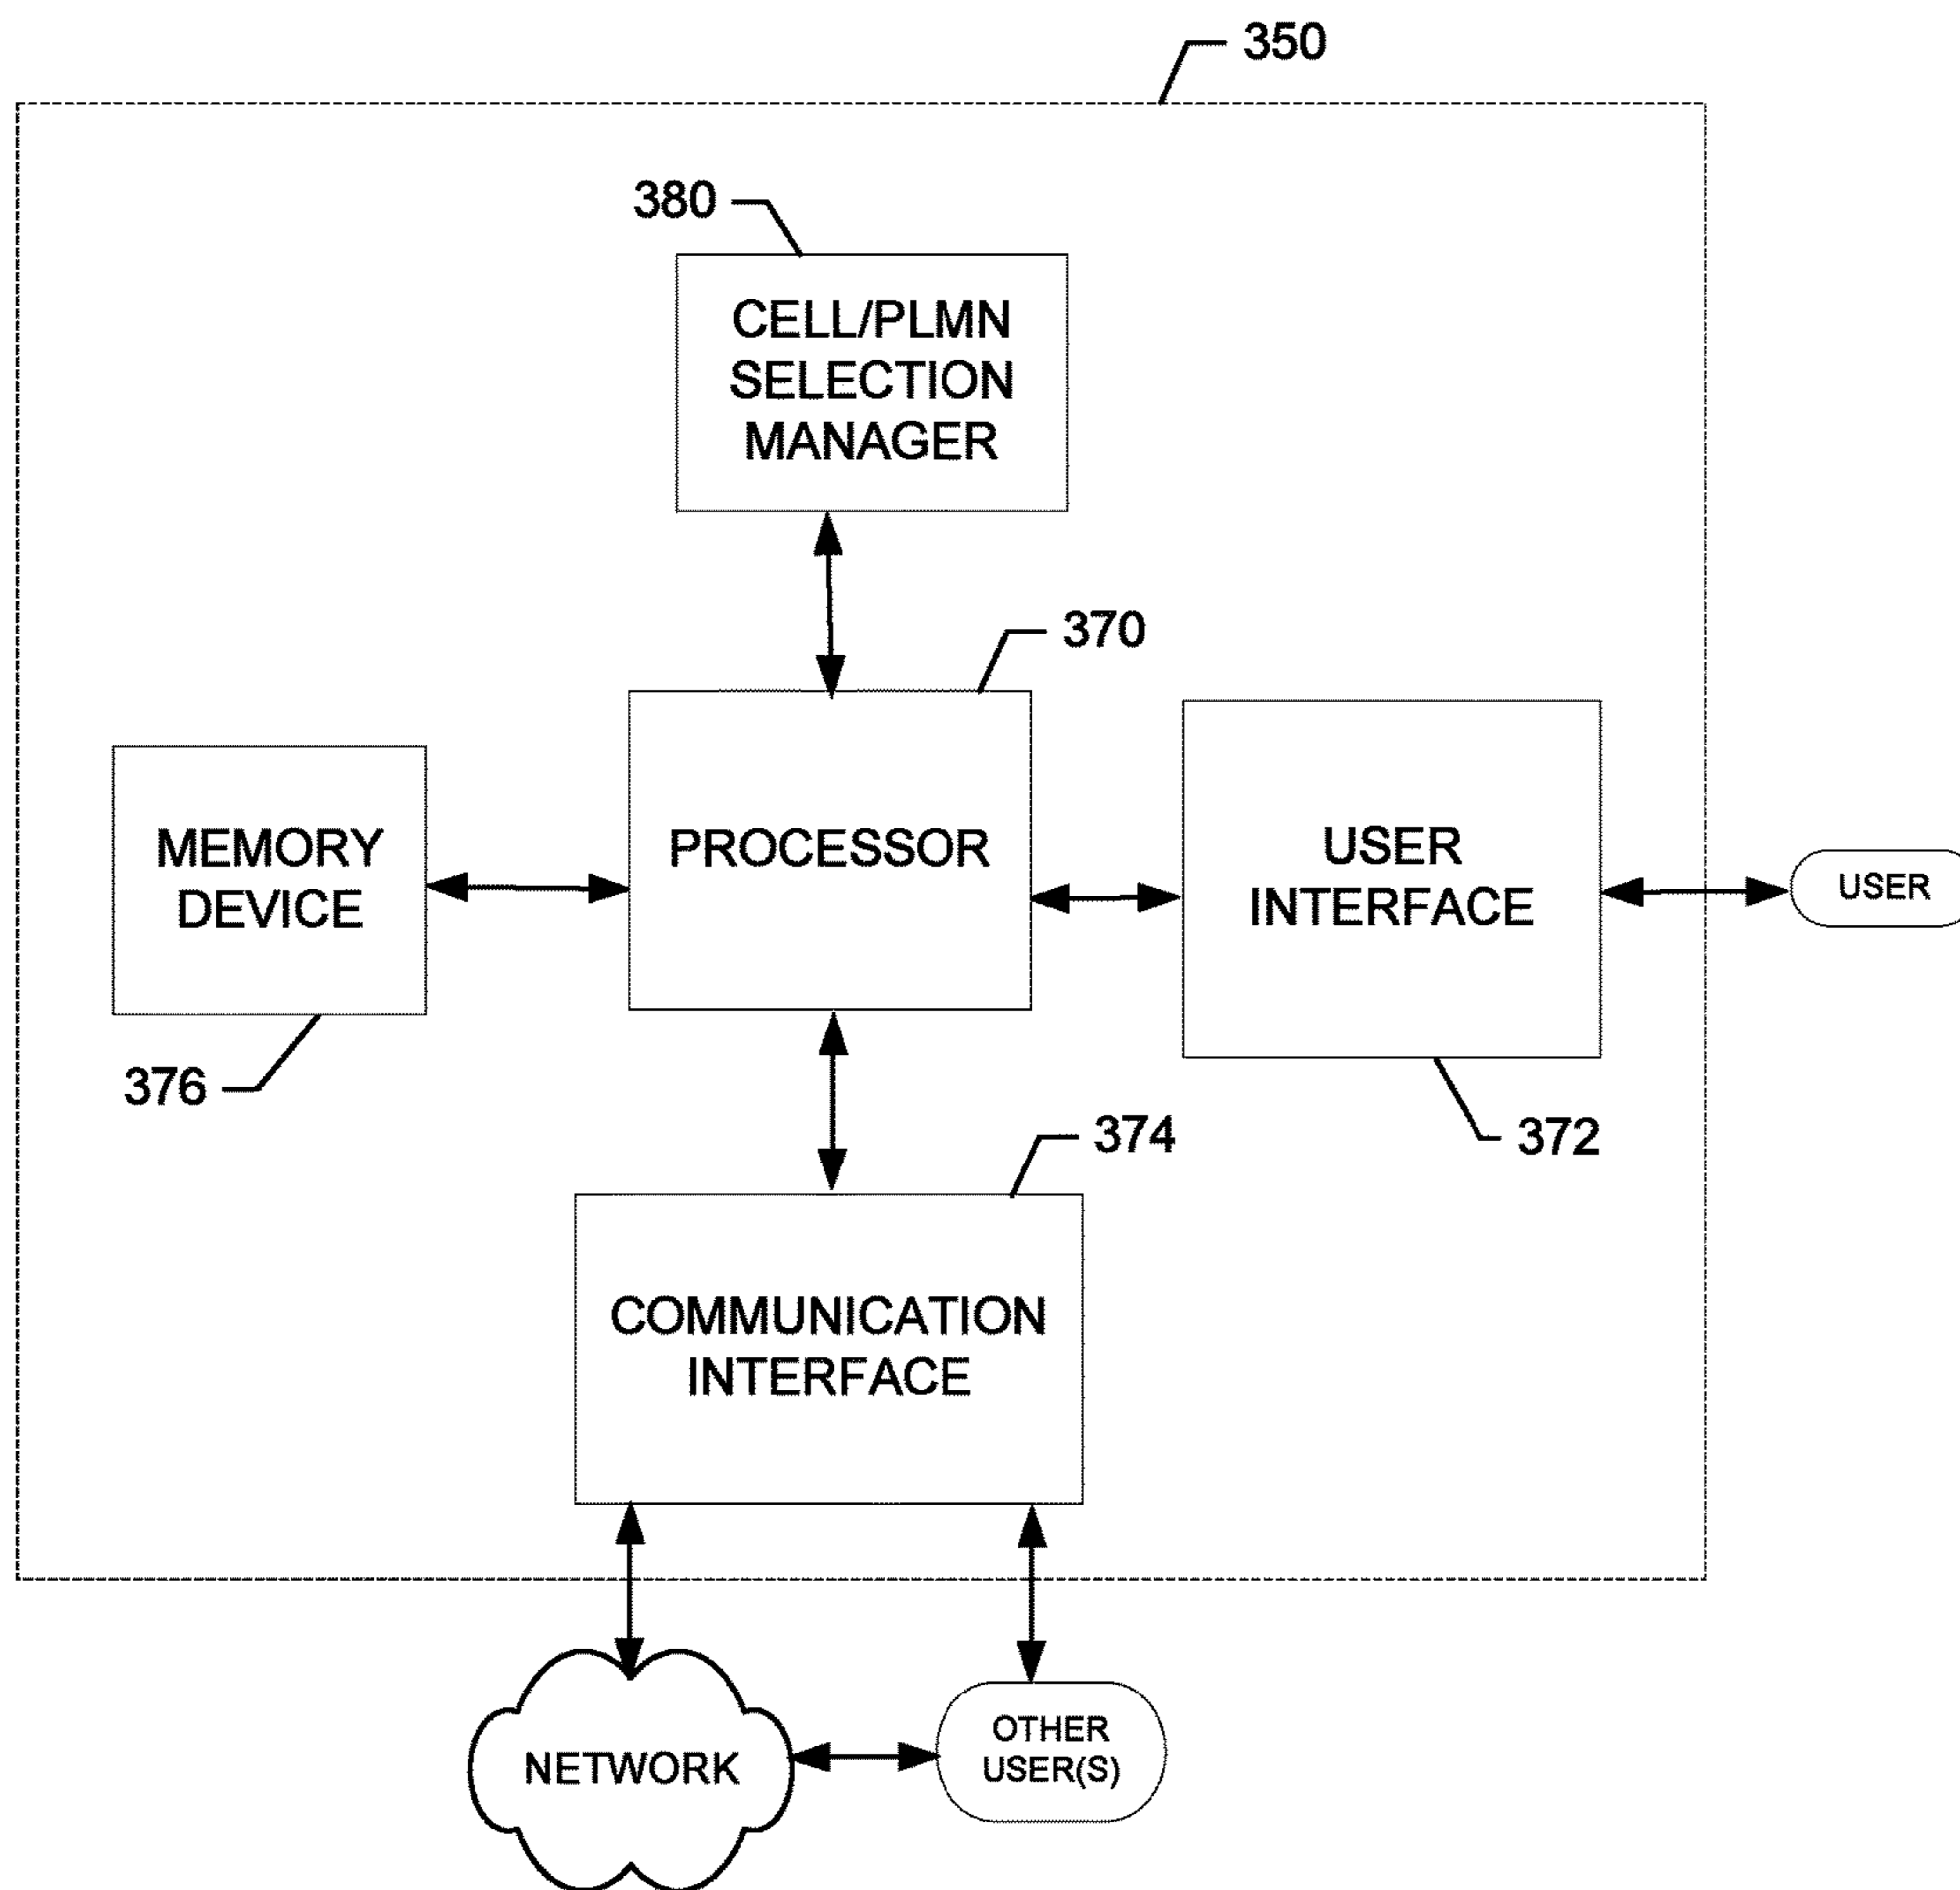 350
380
CELL/PLMN
SELECTION
MANAGER
370
MEMORY
DEVICE
PROCESSOR
USER
INTERFACE
USER
376
372
374
COMMUNICATION
INTERFACE
NETWORK
OTHER
USER(S)